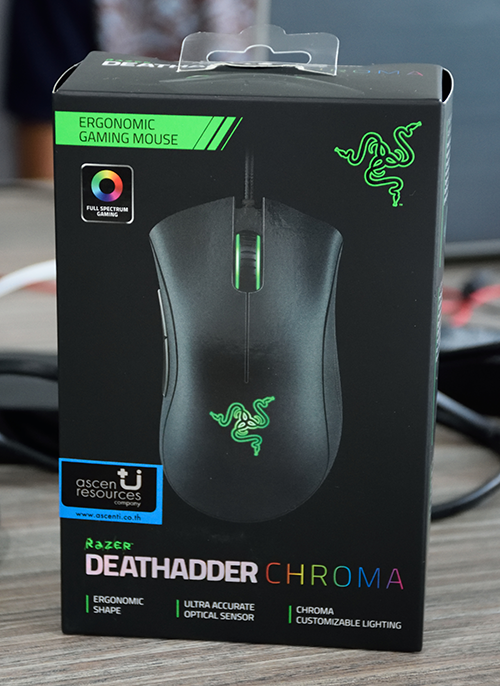 DEATHADDER CHROMA
ERGONOMIC
GAMING MOUSE
FULL SPECTRUM
GAMING
ascenti
resources
company
www.ascenti.co.th
RAZER
DEATHADDER CHROMA
ERGONOMIC
SHAPE
ULTRA ACCURATE
OPTICAL SENSOR
CHROMA
CUSTOMIZABLE LIGHTING